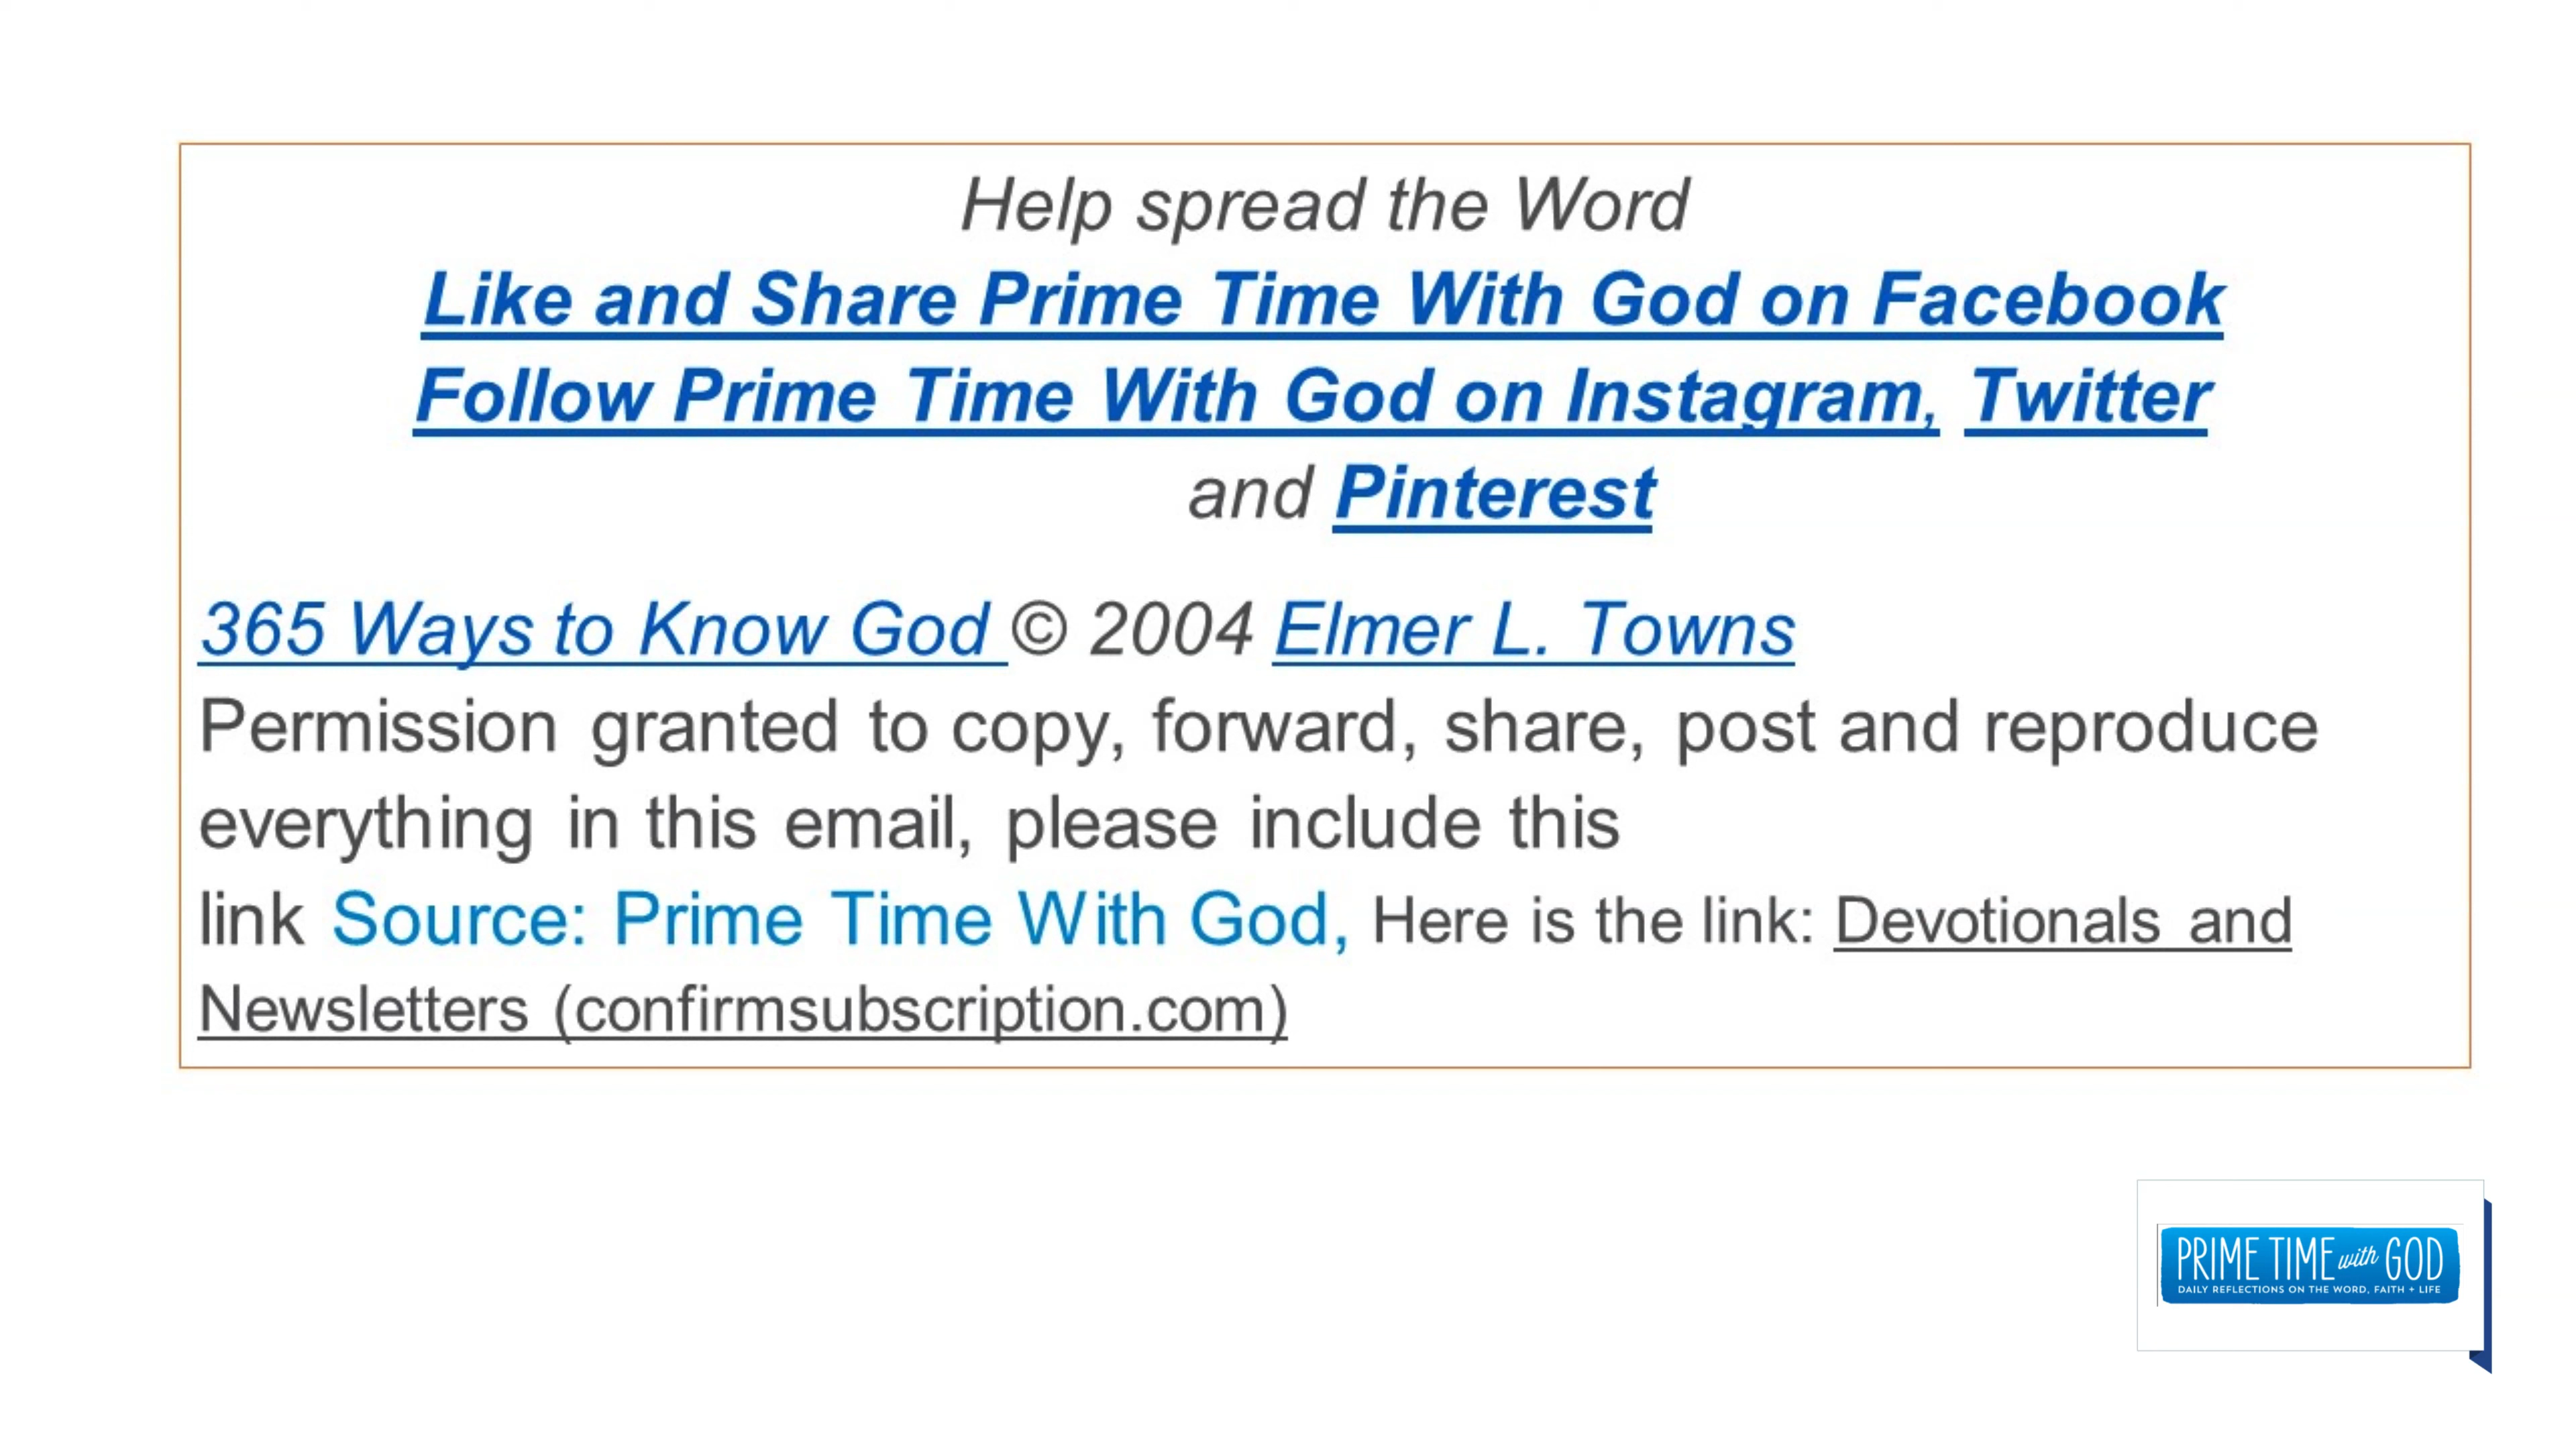 Help spread the Word
Like and Share Prime Time With God on Facebook
Follow Prime Time With God on Instagram, Twitter
and Pinterest
365 Ways to Know God © 2004 Elmer L. Towns
Permission granted to copy, forward, share, post and reproduce
everything in this email, please include this
link Source: Prime Time With God, Here is the link: Devotionals and
Newsletters (confirmsubscription.com)
PRIME TIME with GOD
DAILY REFLECTIONS ON THE WORD, FAITH + LIFE